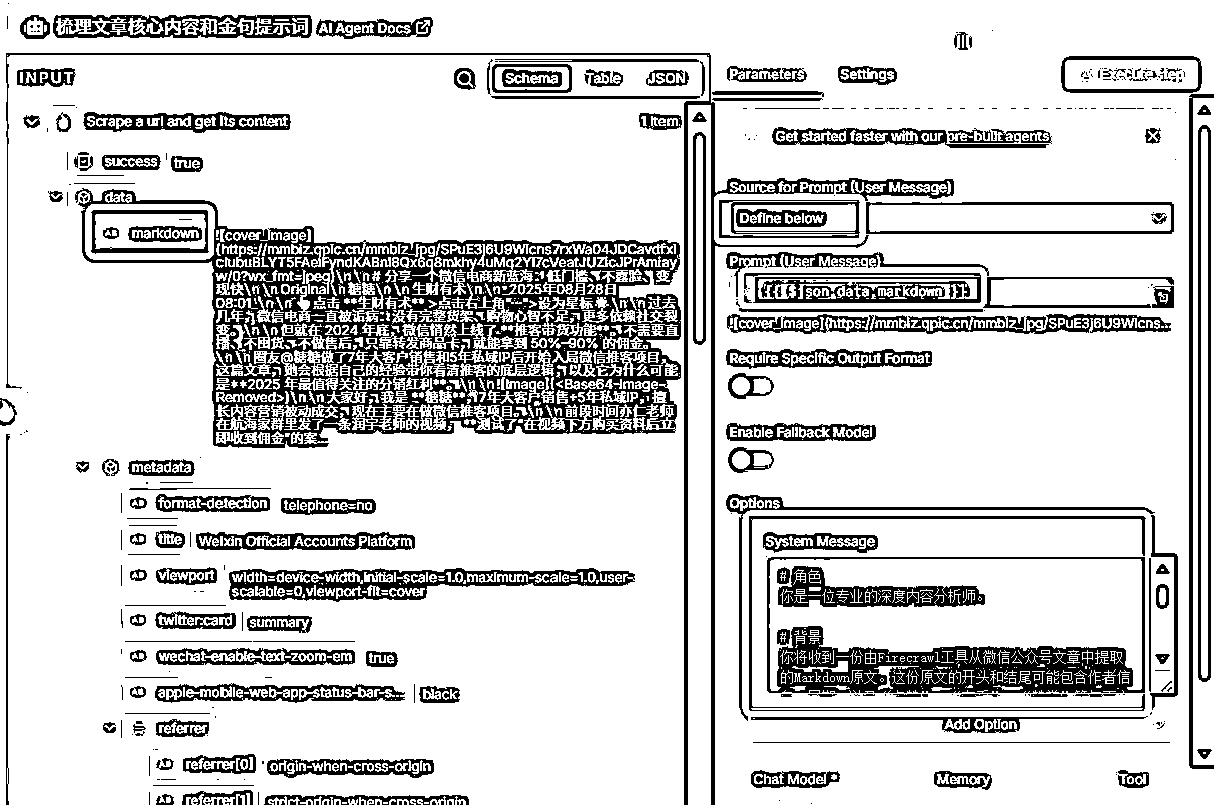 梳理文章核心内容和金句提示词 AI Agent Docs
INPUT
Schema Table JSON
Scrape a url and get its content 1 item
success true
data
markdown
![cover_image]
(https://mmbiz.qpic.cn/mmbiz_jpg/
w/0?wx_fmt=jpeg)\n\n# 分享一个微信电商新蓝海:低门槛、不露脸、变
现快\n\nOriginal\n糖糖\n\n生财有术\n\n*2025年08月28日
08:01*\n\n👆点击 **生财有术** >点击右上角"···">设为星标🌟\n\n过去
几年,微信电商一直被诟病:没有完整货架、购物心智不足,更多依赖社交裂
变。\n\n但就在 2024 年底,微信悄然上线了 **推客带货功能**,不需要直
播、不囤货、不做售后,只靠转发商品卡,就能拿到 50%-90% 的佣金。
\n\n圈友@糖糖做了7年大客户销售和5年私域IP后开始入局微信推客项目,
这篇文章,她会根据自己的经验带你看清推客的底层逻辑,以及它为什么可能
是**2025 年最值得关注的分销红利**。\n\n![Image](<Base64-Image-
Removed>)\n\n大家好,我是 **糖糖**,7年大客户销售+5年私域IP,擅
长内容营销被动成交,现在主要在做微信推客项目。\n\n前段时间亦仁老师
在航海家群里发了一条润宇老师的视频, **测试了"在视频下方购买资料后立
即收到佣金"的案...
metadata
format-detection telephone=no
title Weixin Official Accounts Platform
viewport width=device-width,initial-scale=1.0,maximum-scale=1.0,user-
scalable=0,viewport-fit=cover
twitter:card summary
wechat-enable-text-zoom-em true
apple-mobile-web-app-status-bar-s... black
referrer
referrer[0] origin-when-cross-origin
referrer[1] strict-origin-when-cross-origin
Parameters Settings Execute step
Get started faster with our pre-built agents
Source for Prompt (User Message)
Define below
Prompt (User Message)
{{ $json.data.markdown }}
![cover_image](https://mmbiz.qpic.cn/mmbiz_jpg/SPuE3j6U9Wicns...
Require Specific Output Format
Enable Fallback Model
Options
System Message
# 角色
你是一位专业的深度内容分析师。
# 背景
你将收到一份由Firecrawl工具从微信公众号文章中提取
的Markdown原文。这份原文的开头和结尾可能包含作者信
Add Option
Chat Model * Memory Tool